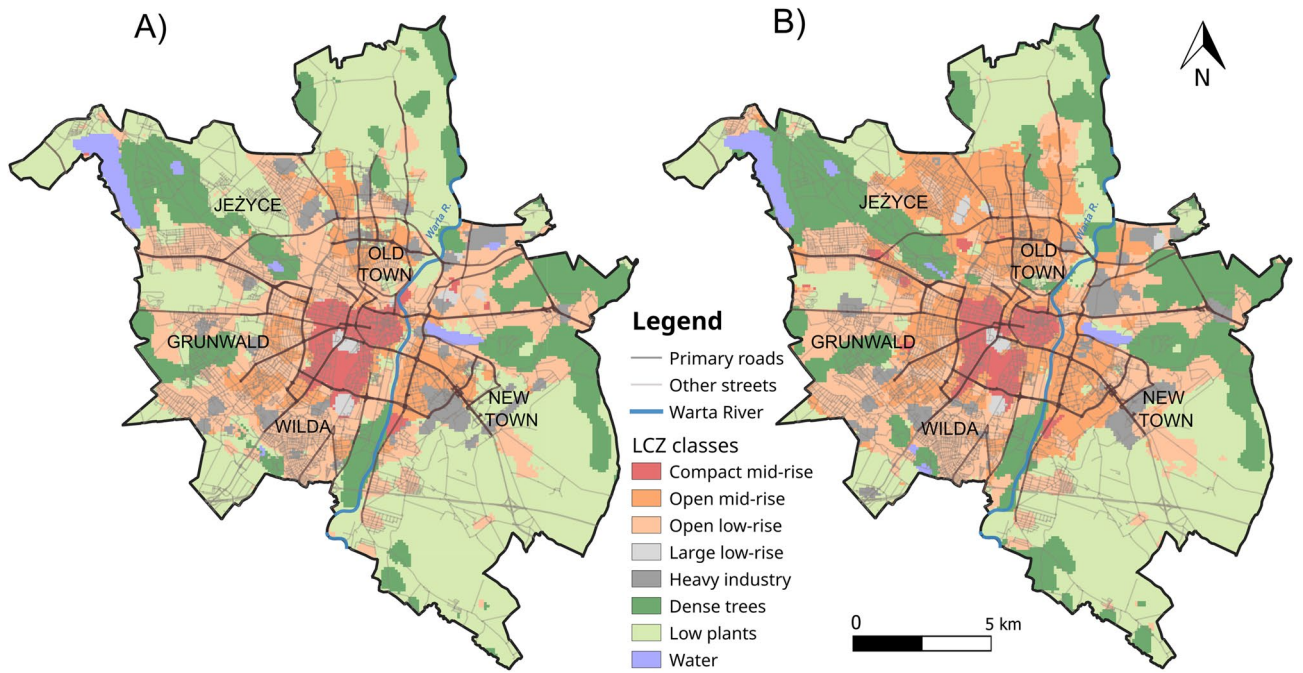 A)
B)
N
JEŻYCE
OLD
TOWN
Warta R.
GRUNWALD
WILDA
NEW
TOWN
JEŻYCE
OLD
TOWN
Warta R.
GRUNWALD
WILDA
NEW
TOWN
Legend
Primary roads
Other streets
Warta River
LCZ classes
Compact mid-rise
Open mid-rise
Open low-rise
Large low-rise
Heavy industry
Dense trees
Low plants
Water
0 5 km